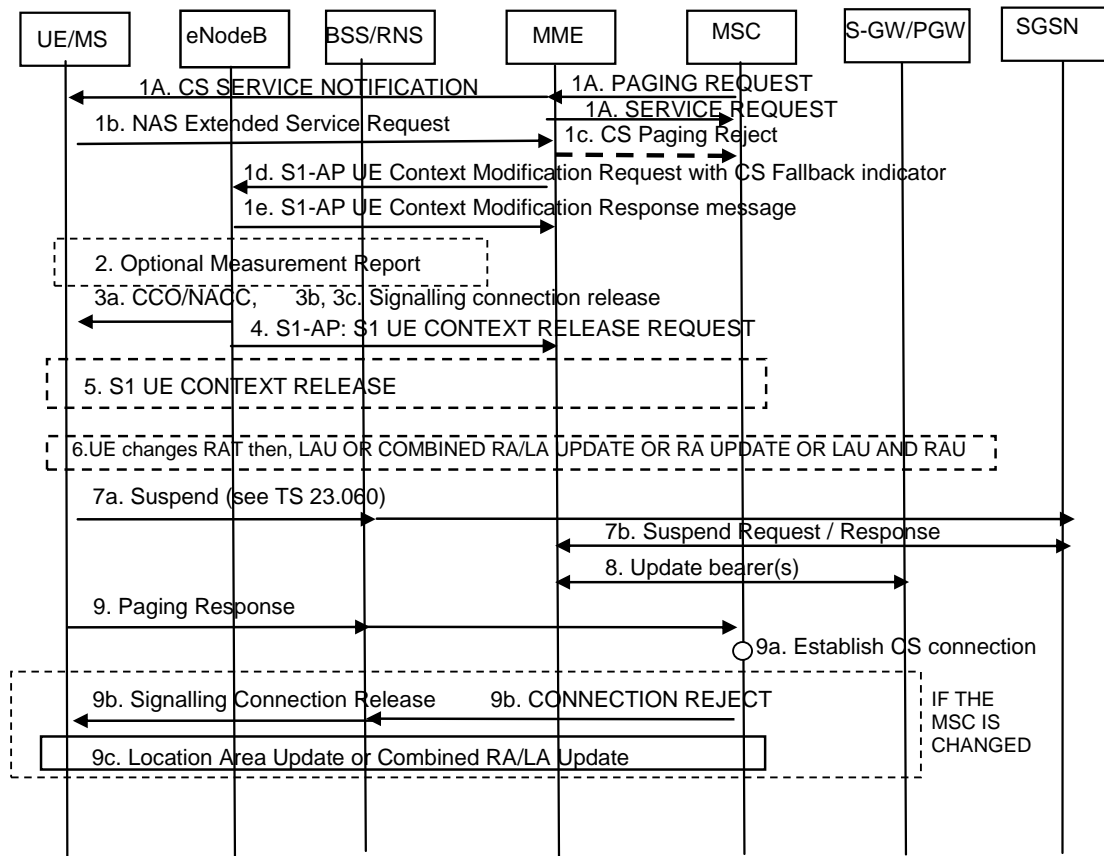 UE/MS
eNodeB
BSS/RNS
MME
MSC
S-GW/PGW
SGSN
1A. CS SERVICE NOTIFICATION
1A. PAGING REQUEST
1A. SERVICE REQUEST
1b. NAS Extended Service Request
1c. CS Paging Reject
1d. S1-AP UE Context Modification Request with CS Fallback indicator
1e. S1-AP UE Context Modification Response message
2. Optional Measurement Report
3a. CCO/NACC, 3b, 3c. Signalling connection release
4. S1-AP: S1 UE CONTEXT RELEASE REQUEST
5. S1 UE CONTEXT RELEASE
6.UE changes RAT then, LAU OR COMBINED RA/LA UPDATE OR RA UPDATE OR LAU AND RAU
7a. Suspend (see TS 23.060)
7b. Suspend Request / Response
8. Update bearer(s)
9. Paging Response
9a. Establish CS connection
9b. Signalling Connection Release
9b. CONNECTION REJECT
IF THE
MSC IS
CHANGED
9c. Location Area Update or Combined RA/LA Update